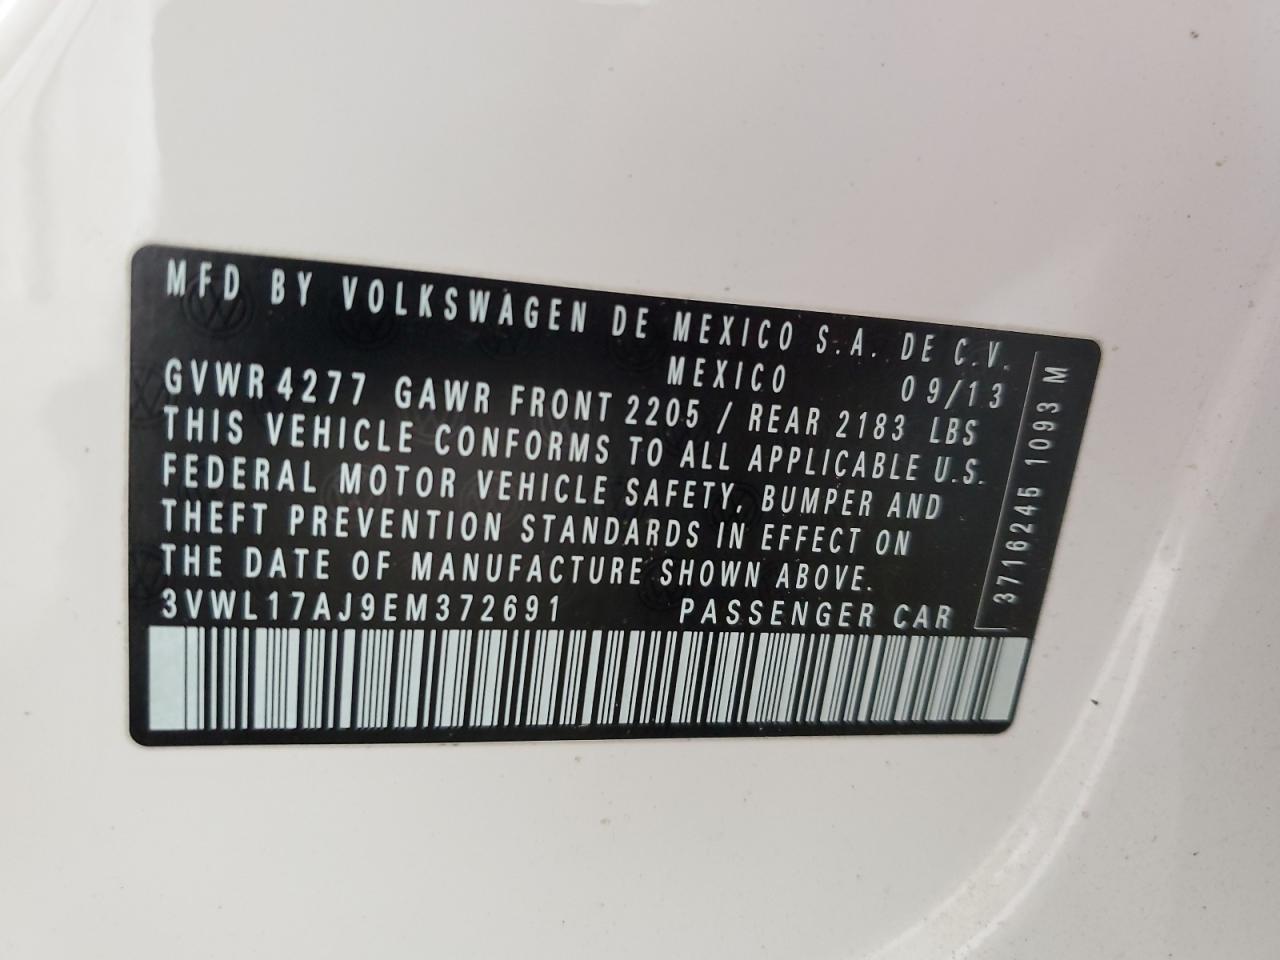 MFD BY VOLKSWAGEN DE MEXICO S.A. DE C.V.
MEXICO 09/13
GVWR 4277 GAWR FRONT 2205 / REAR 2183 LBS
THIS VEHICLE CONFORMS TO ALL APPLICABLE U.S.
FEDERAL MOTOR VEHICLE SAFETY, BUMPER AND
THEFT PREVENTION STANDARDS IN EFFECT ON
THE DATE OF MANUFACTURE SHOWN ABOVE.
3VWL17AJ9EM372691 PASSENGER CAR
3716245 1093 M